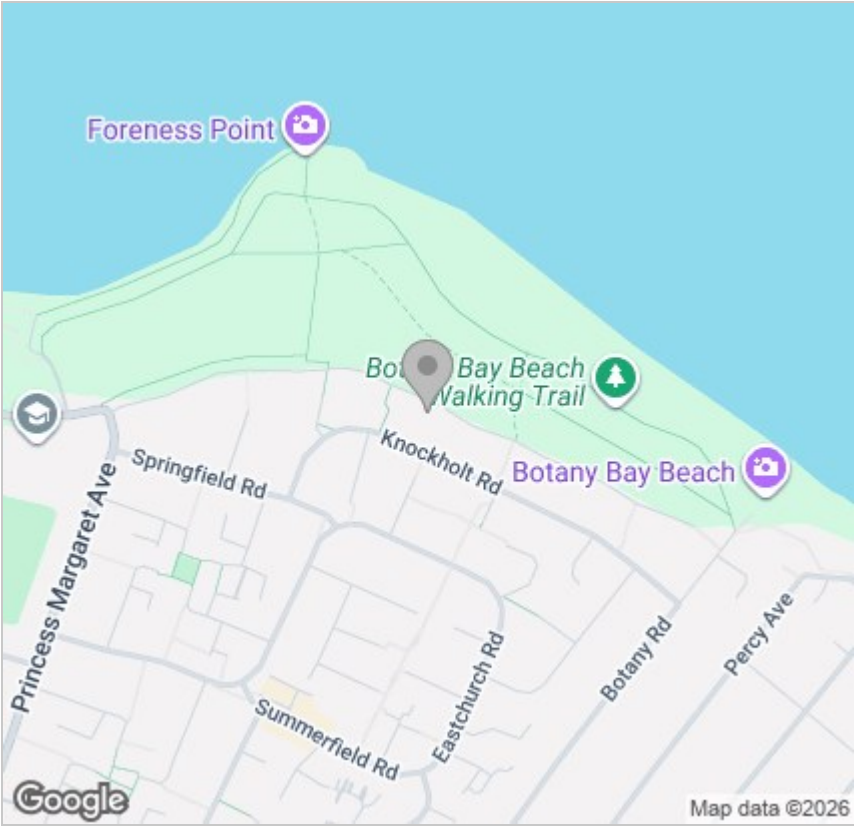 Foreness Point
Bot Bay Beach
Walking Trail
Knockholt Rd
Botany Bay Beach
Springfield Rd
Princess Margaret Ave
Percy Ave
Botany Rd
Eastchurch Rd
Summerfield Rd
Google
Map data ©2026